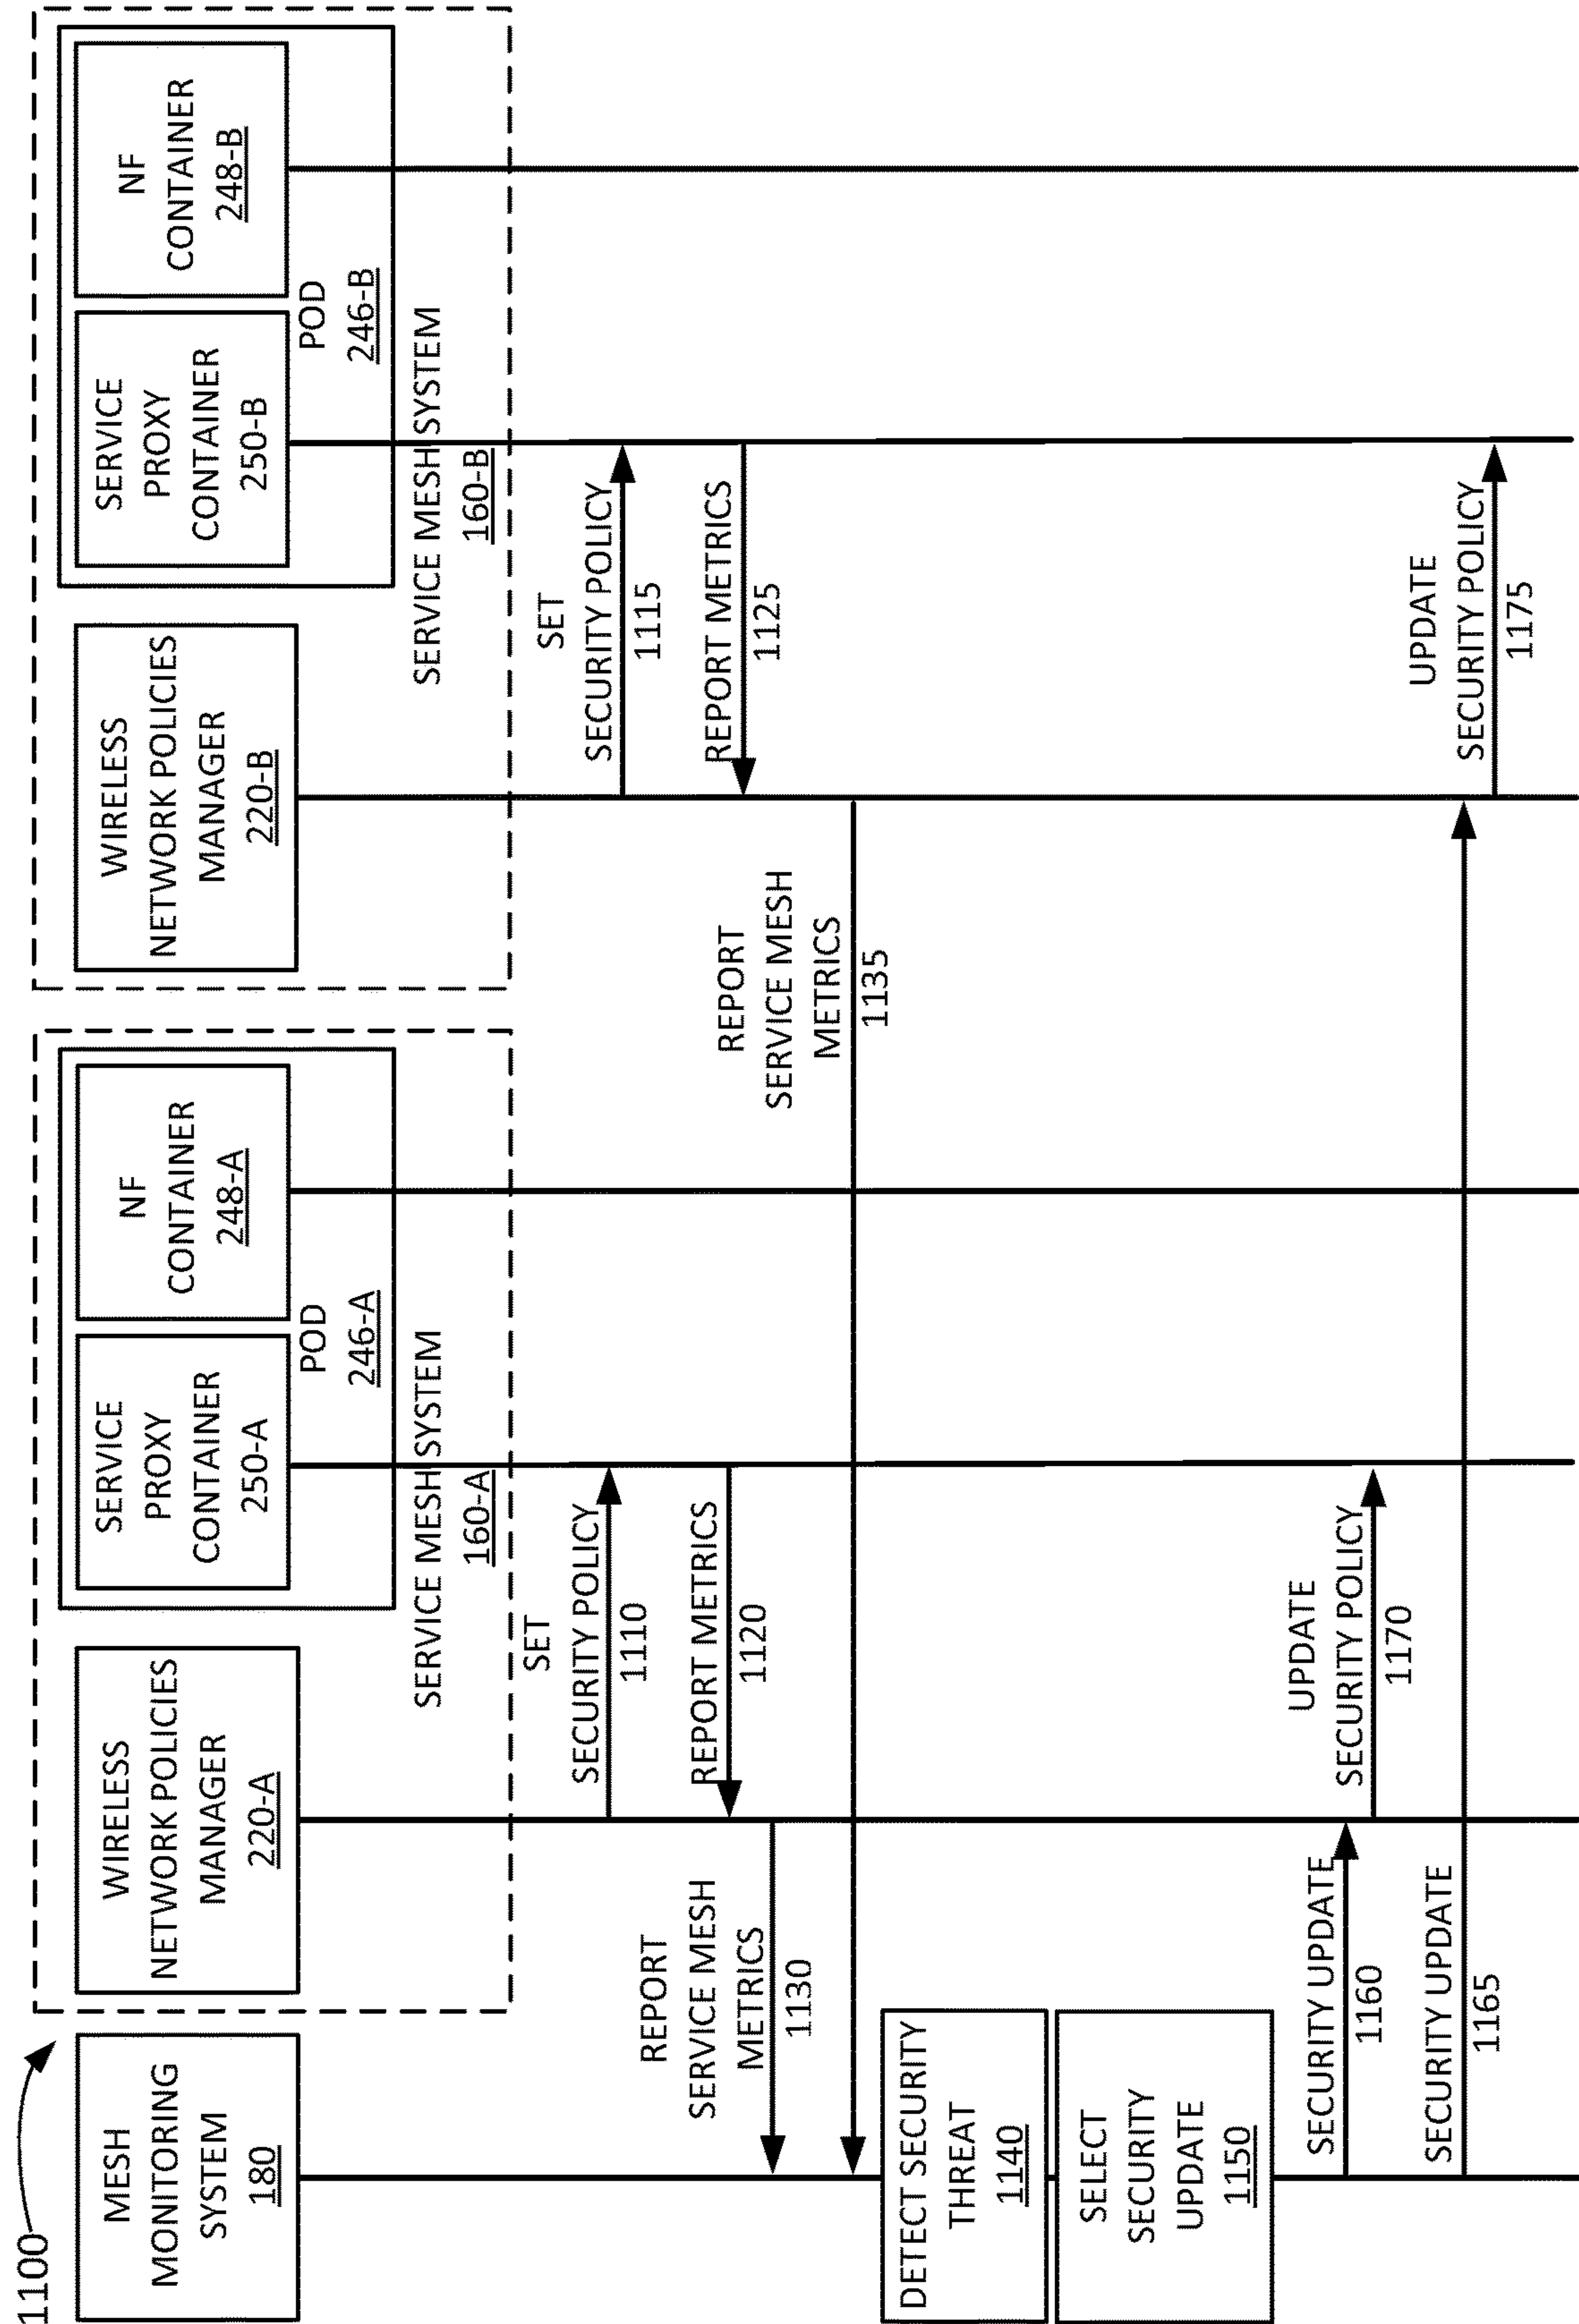 1100
MESH
MONITORING
SYSTEM
180
WIRELESS
NETWORK POLICIES
MANAGER
220-A
SERVICE
PROXY
CONTAINER
250-A
NF
CONTAINER
248-A
POD
246-A
SERVICE MESH SYSTEM
160-A
WIRELESS
NETWORK POLICIES
MANAGER
220-B
SERVICE
PROXY
CONTAINER
250-B
NF
CONTAINER
248-B
POD
246-B
SERVICE MESH SYSTEM
160-B
SET
SECURITY POLICY
1110
SET
SECURITY POLICY
1115
REPORT METRICS
1120
REPORT METRICS
1125
REPORT
SERVICE MESH
METRICS
1130
REPORT
SERVICE MESH
METRICS
1135
DETECT SECURITY
THREAT
1140
SELECT
SECURITY
UPDATE
1150
SECURITY UPDATE
1160
UPDATE
SECURITY POLICY
1170
SECURITY UPDATE
1165
UPDATE
SECURITY POLICY
1175